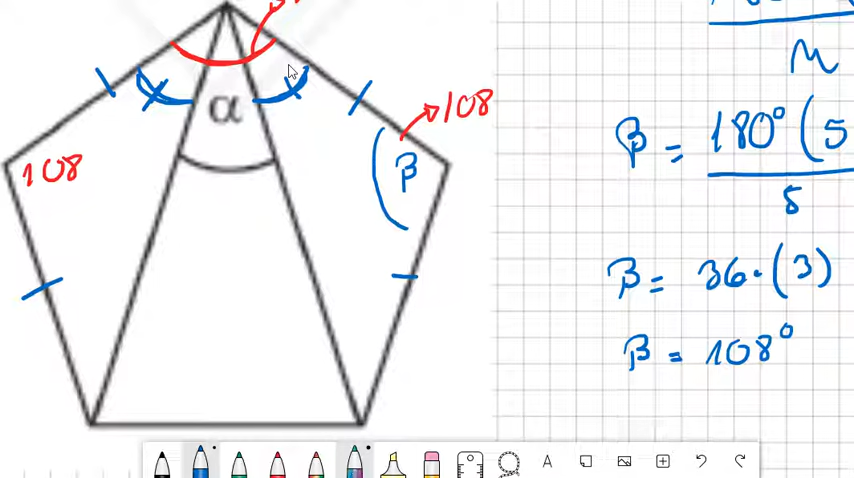 108
α
β
108
n
β = 180° (5
5
β = 36·(3)
β = 108°
A